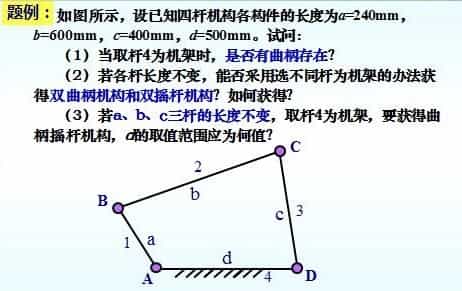 题例：如图所示，设已知四杆机构各构件的长度为a=240mm，
b=600mm，c=400mm，d=500mm。试问：
（1）当取杆4为机架时，是否有曲柄存在？
（2）若各杆长度不变，能否采用选不同杆为机架的办法获
得双曲柄机构和双摇杆机构？如何获得？
（3）若a、b、c三杆的长度不变，取杆4为机架，要获得曲
柄摇杆机构，d的取值范围应为何值？
C
2
b
B
1
a
c
3
d
A
4
D